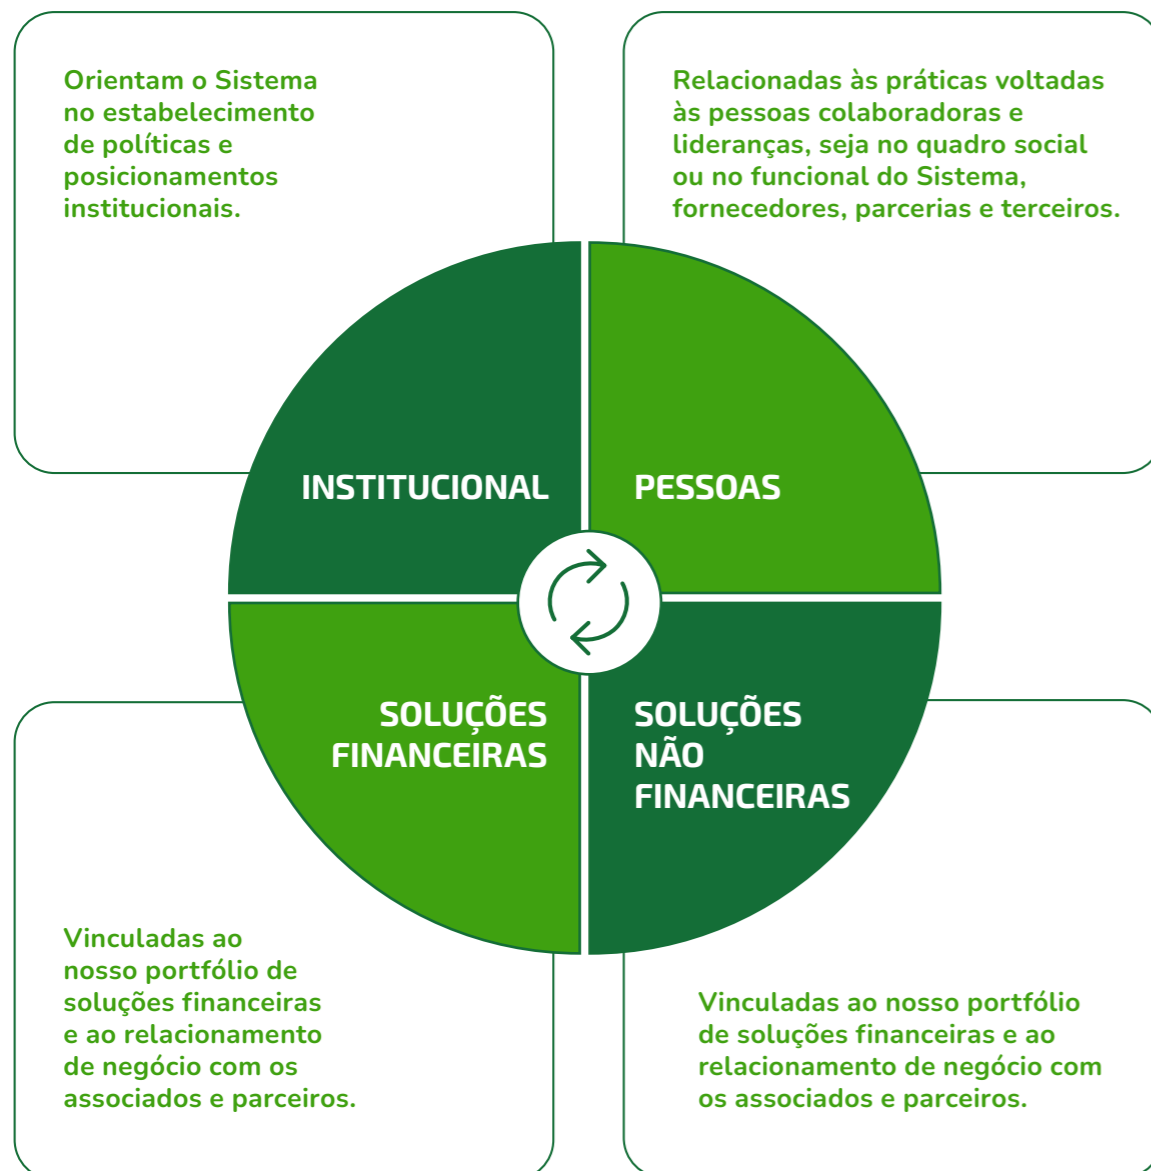 Orientam o Sistema
no estabelecimento
de políticas e
posicionamentos
institucionais.
Relacionadas às práticas voltadas
às pessoas colaboradoras e
lideranças, seja no quadro social
ou no funcional do Sistema,
fornecedores, parcerias e terceiros.
INSTITUCIONAL
PESSOAS
SOLUÇÕES
FINANCEIRAS
SOLUÇÕES
NÃO
FINANCEIRAS
Vinculadas ao
nosso portfólio de
soluções financeiras
e ao relacionamento
de negócio com os
associados e parceiros.
Vinculadas ao nosso portfólio
de soluções financeiras e ao
relacionamento de negócio com
os associados e parceiros.